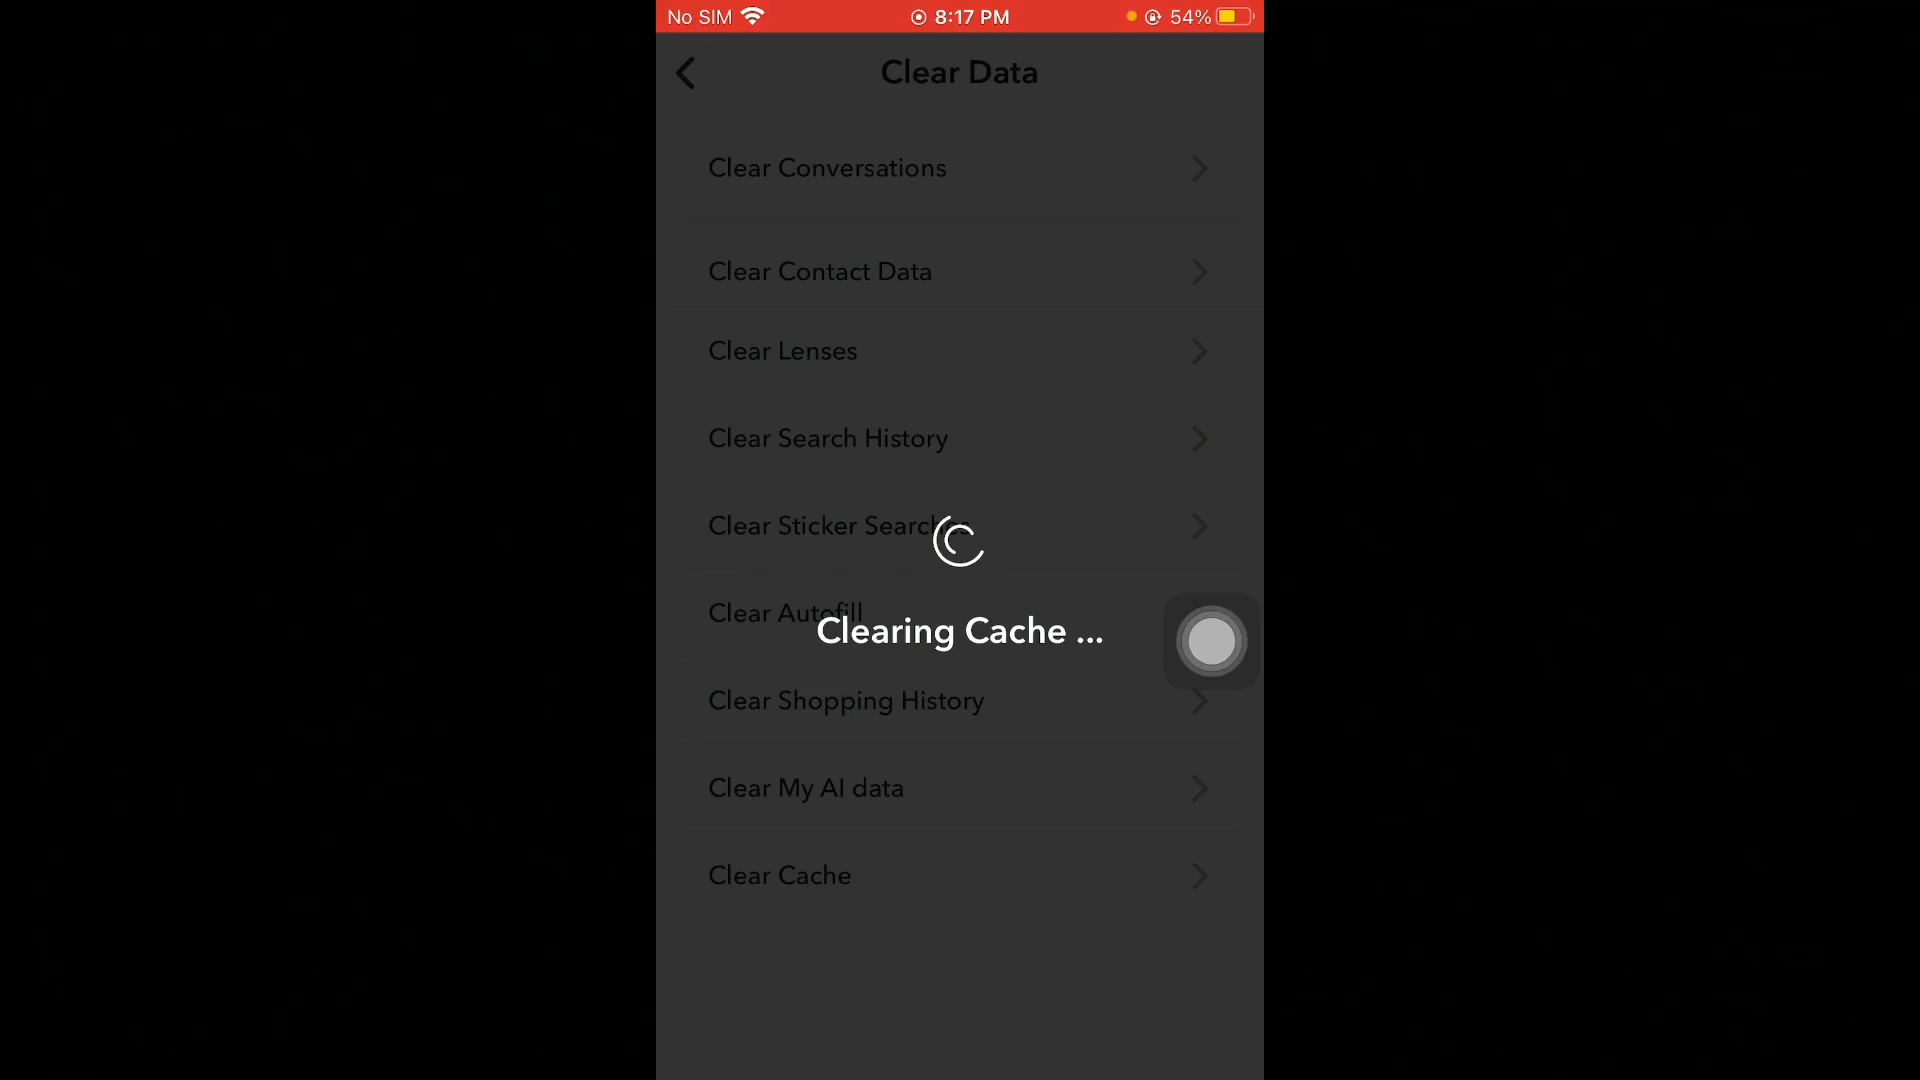 No SIM 8:17 PM 54%
Clear Data
Clear Conversations
Clear Contact Data
Clear Lenses
Clear Search History
Clear Sticker Searches
Clear Autofill
Clearing Cache ...
Clear Shopping History
Clear My AI data
Clear Cache